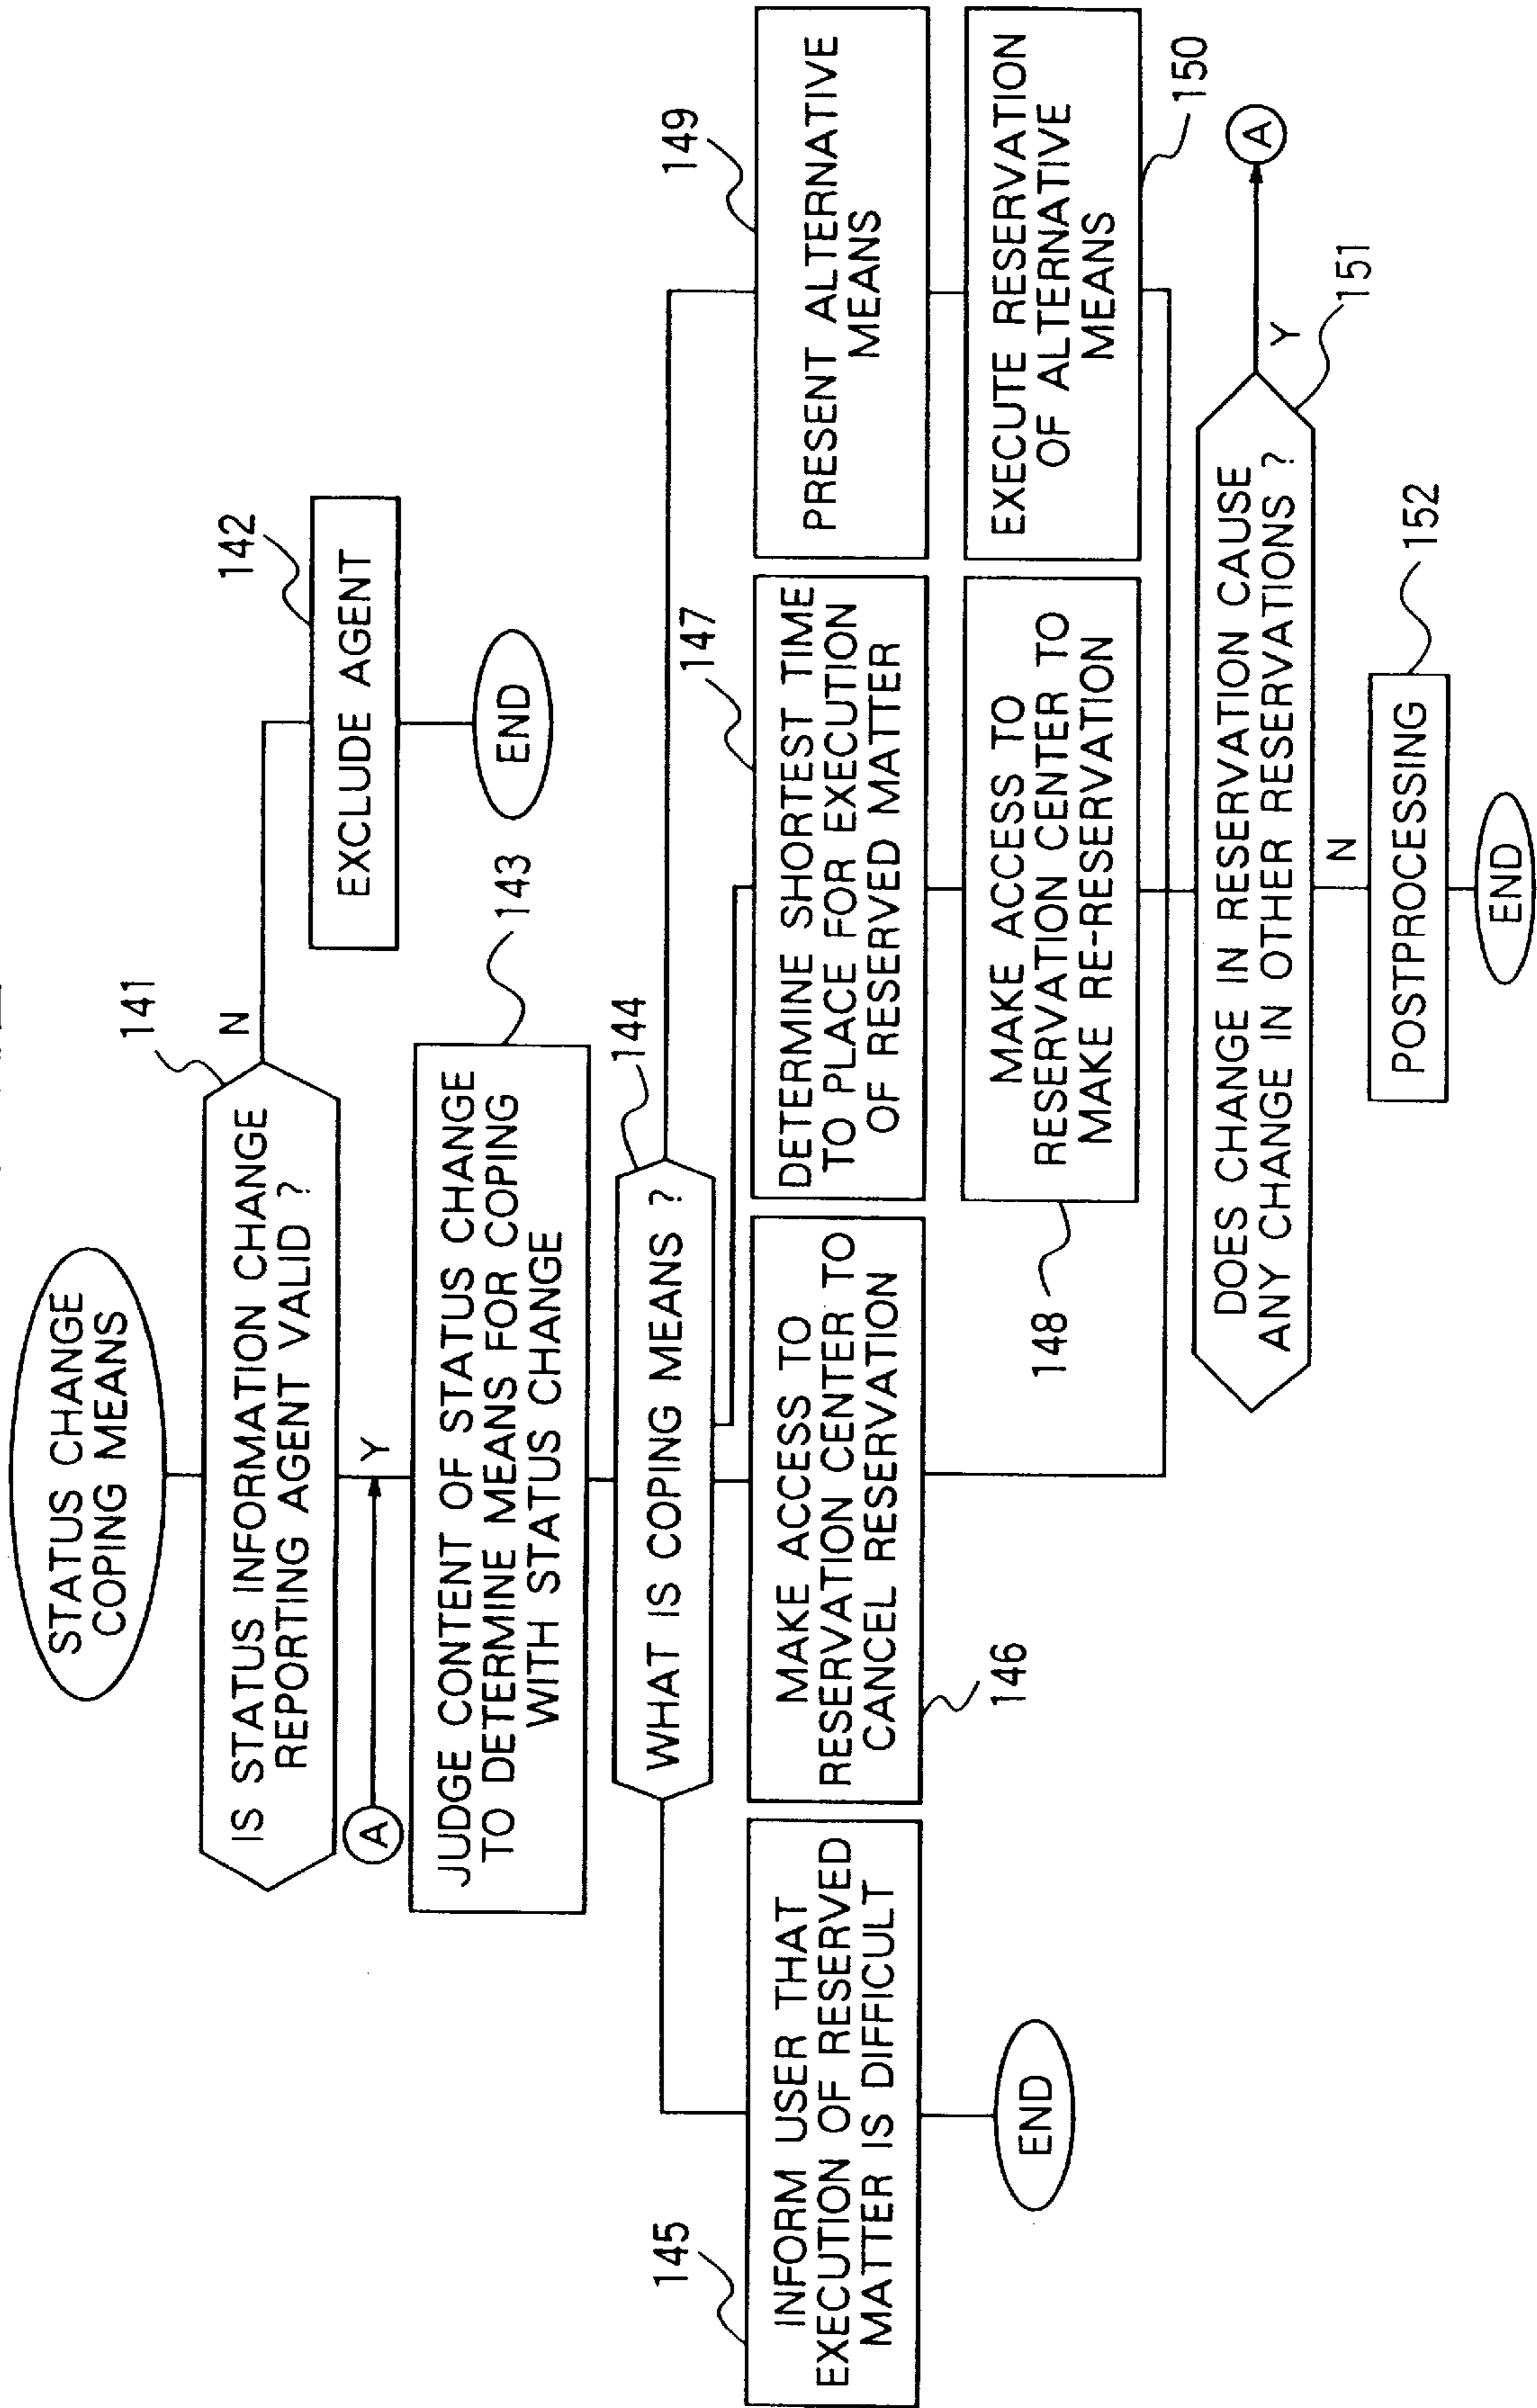 STATUS CHANGE
COPING MEANS
141
IS STATUS INFORMATION CHANGE
REPORTING AGENT VALID ?
N
142
EXCLUDE AGENT
END
Y
A
143
JUDGE CONTENT OF STATUS CHANGE
TO DETERMINE MEANS FOR COPING
WITH STATUS CHANGE
144
WHAT IS COPING MEANS ?
145
INFORM USER THAT
EXECUTION OF RESERVED
MATTER IS DIFFICULT
END
MAKE ACCESS TO
RESERVATION CENTER TO
CANCEL RESERVATION
146
147
DETERMINE SHORTEST TIME
TO PLACE FOR EXECUTION
OF RESERVED MATTER
MAKE ACCESS TO
RESERVATION CENTER TO
MAKE RE-RESERVATION
148
149
PRESENT ALTERNATIVE
MEANS
EXECUTE RESERVATION
OF ALTERNATIVE
MEANS
150
DOES CHANGE IN RESERVATION CAUSE
ANY CHANGE IN OTHER RESERVATIONS ?
151
Y
A
N
152
POSTPROCESSING
END